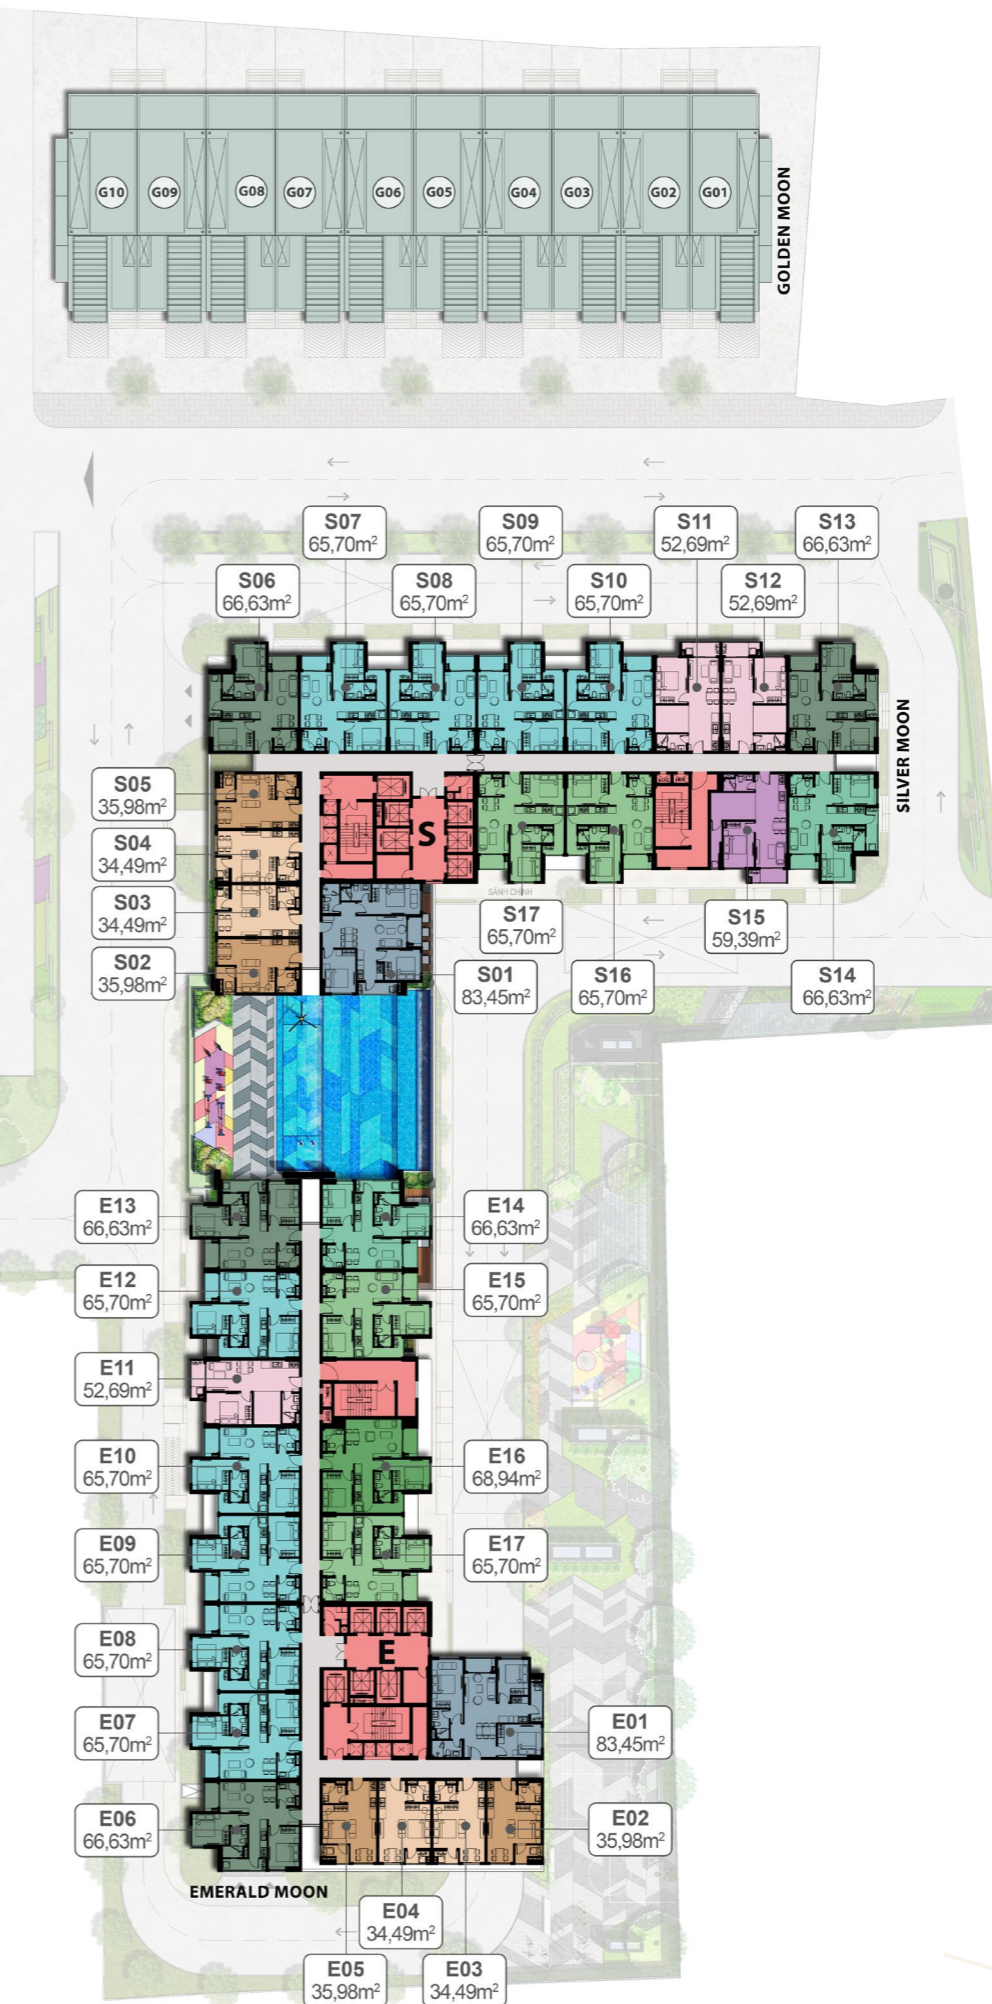 G10
G09
G08
G07
G06
G05
G04
G03
G02
G01
GOLDEN MOON
S07
65,70m²
S09
65,70m²
S11
52,69m²
S13
66,63m²
S06
66,63m²
S08
65,70m²
S10
65,70m²
S12
52,69m²
SILVER MOON
S05
35,98m²
S04
34,49m²
S03
34,49m²
S02
35,98m²
S
SẢNH CHÍNH
S17
65,70m²
S15
59,39m²
S01
83,45m²
S16
65,70m²
S14
66,63m²
E13
66,63m²
E14
66,63m²
E12
65,70m²
E15
65,70m²
E11
52,69m²
E10
65,70m²
E16
68,94m²
E09
65,70m²
E17
65,70m²
E08
65,70m²
E
E07
65,70m²
E01
83,45m²
E06
66,63m²
E02
35,98m²
EMERALD MOON
E04
34,49m²
E05
35,98m²
E03
34,49m²